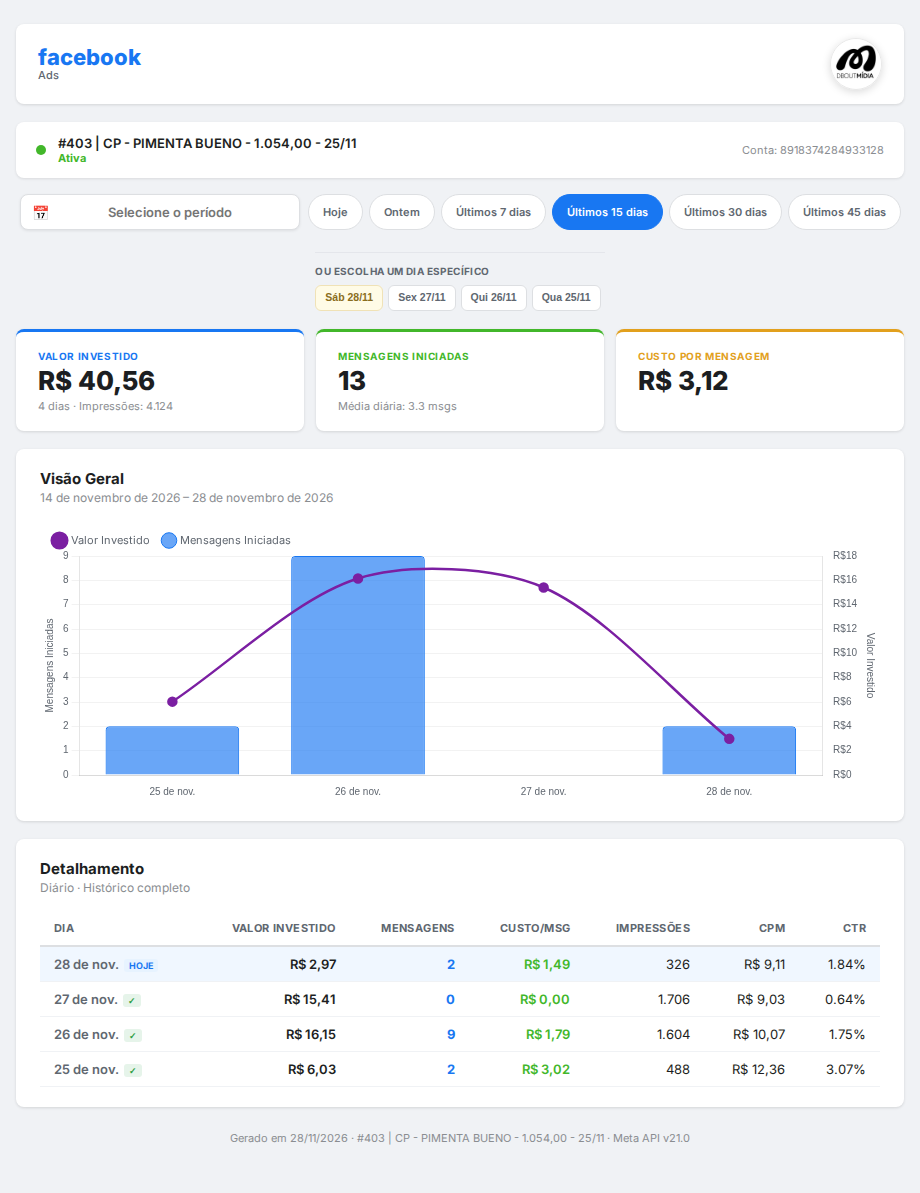 facebook
Ads
DBOUTMÍDIA
#403 | CP - PIMENTA BUENO - 1.054,00 - 25/11
Ativa
Conta: 8918374284933128
Selecione o período
Hoje
Ontem
Últimos 7 dias
Últimos 15 dias
Últimos 30 dias
Últimos 45 dias
OU ESCOLHA UM DIA ESPECÍFICO
Sáb 28/11
Sex 27/11
Qui 26/11
Qua 25/11
VALOR INVESTIDO
R$ 40,56
4 dias · Impressões: 4.124
MENSAGENS INICIADAS
13
Média diária: 3.3 msgs
CUSTO POR MENSAGEM
R$ 3,12
Visão Geral
14 de novembro de 2026 – 28 de novembro de 2026
Valor Investido
Mensagens Iniciadas
9
8
7
6
5
4
3
2
1
0
Mensagens Iniciadas
R$18
R$16
R$14
R$12
R$10
R$8
R$6
R$4
R$2
R$0
Valor Investido
25 de nov.
26 de nov.
27 de nov.
28 de nov.
Detalhamento
Diário · Histórico completo
DIA VALOR INVESTIDO MENSAGENS CUSTO/MSG IMPRESSÕES CPM CTR
28 de nov. HOJE R$ 2,97 2 R$ 1,49 326 R$ 9,11 1.84%
27 de nov. ✓ R$ 15,41 0 R$ 0,00 1.706 R$ 9,03 0.64%
26 de nov. ✓ R$ 16,15 9 R$ 1,79 1.604 R$ 10,07 1.75%
25 de nov. ✓ R$ 6,03 2 R$ 3,02 488 R$ 12,36 3.07%
Gerado em 28/11/2026 · #403 | CP - PIMENTA BUENO - 1.054,00 - 25/11 · Meta API v21.0